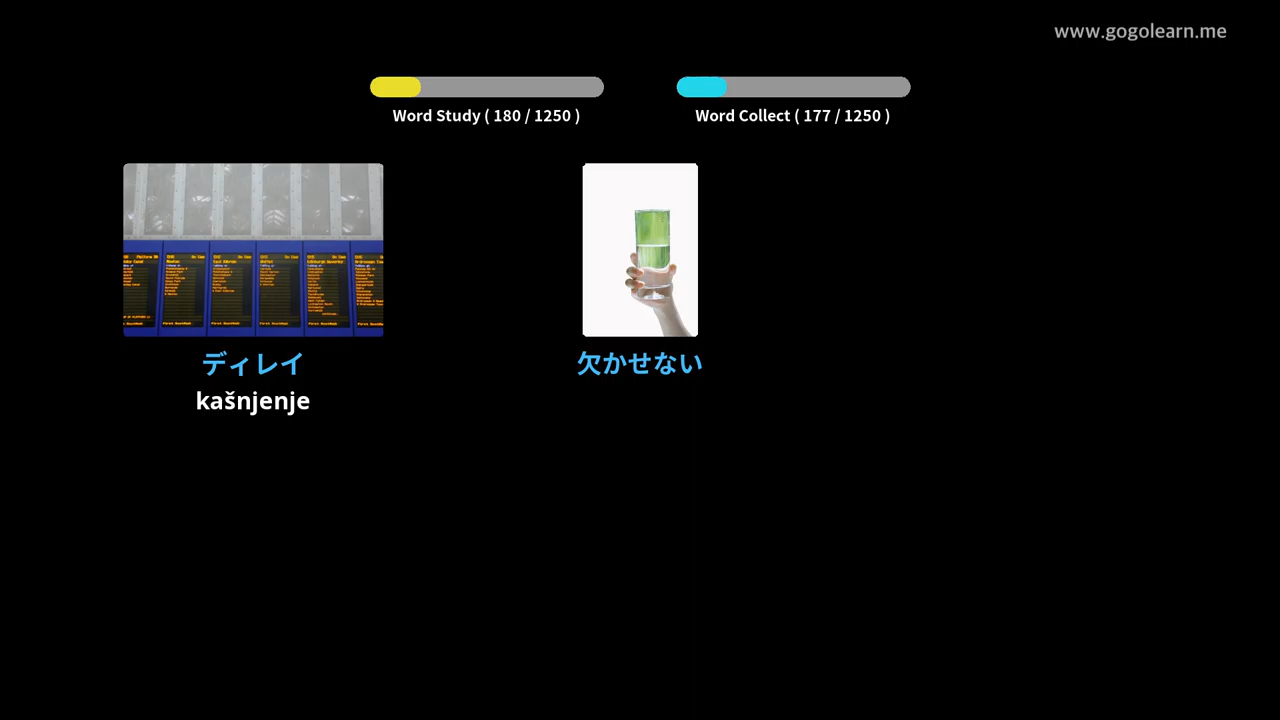 www.gogolearn.me
Word Study ( 180 / 1250 )
Word Collect ( 177 / 1250 )
ディレイ
kašnjenje
欠かせない